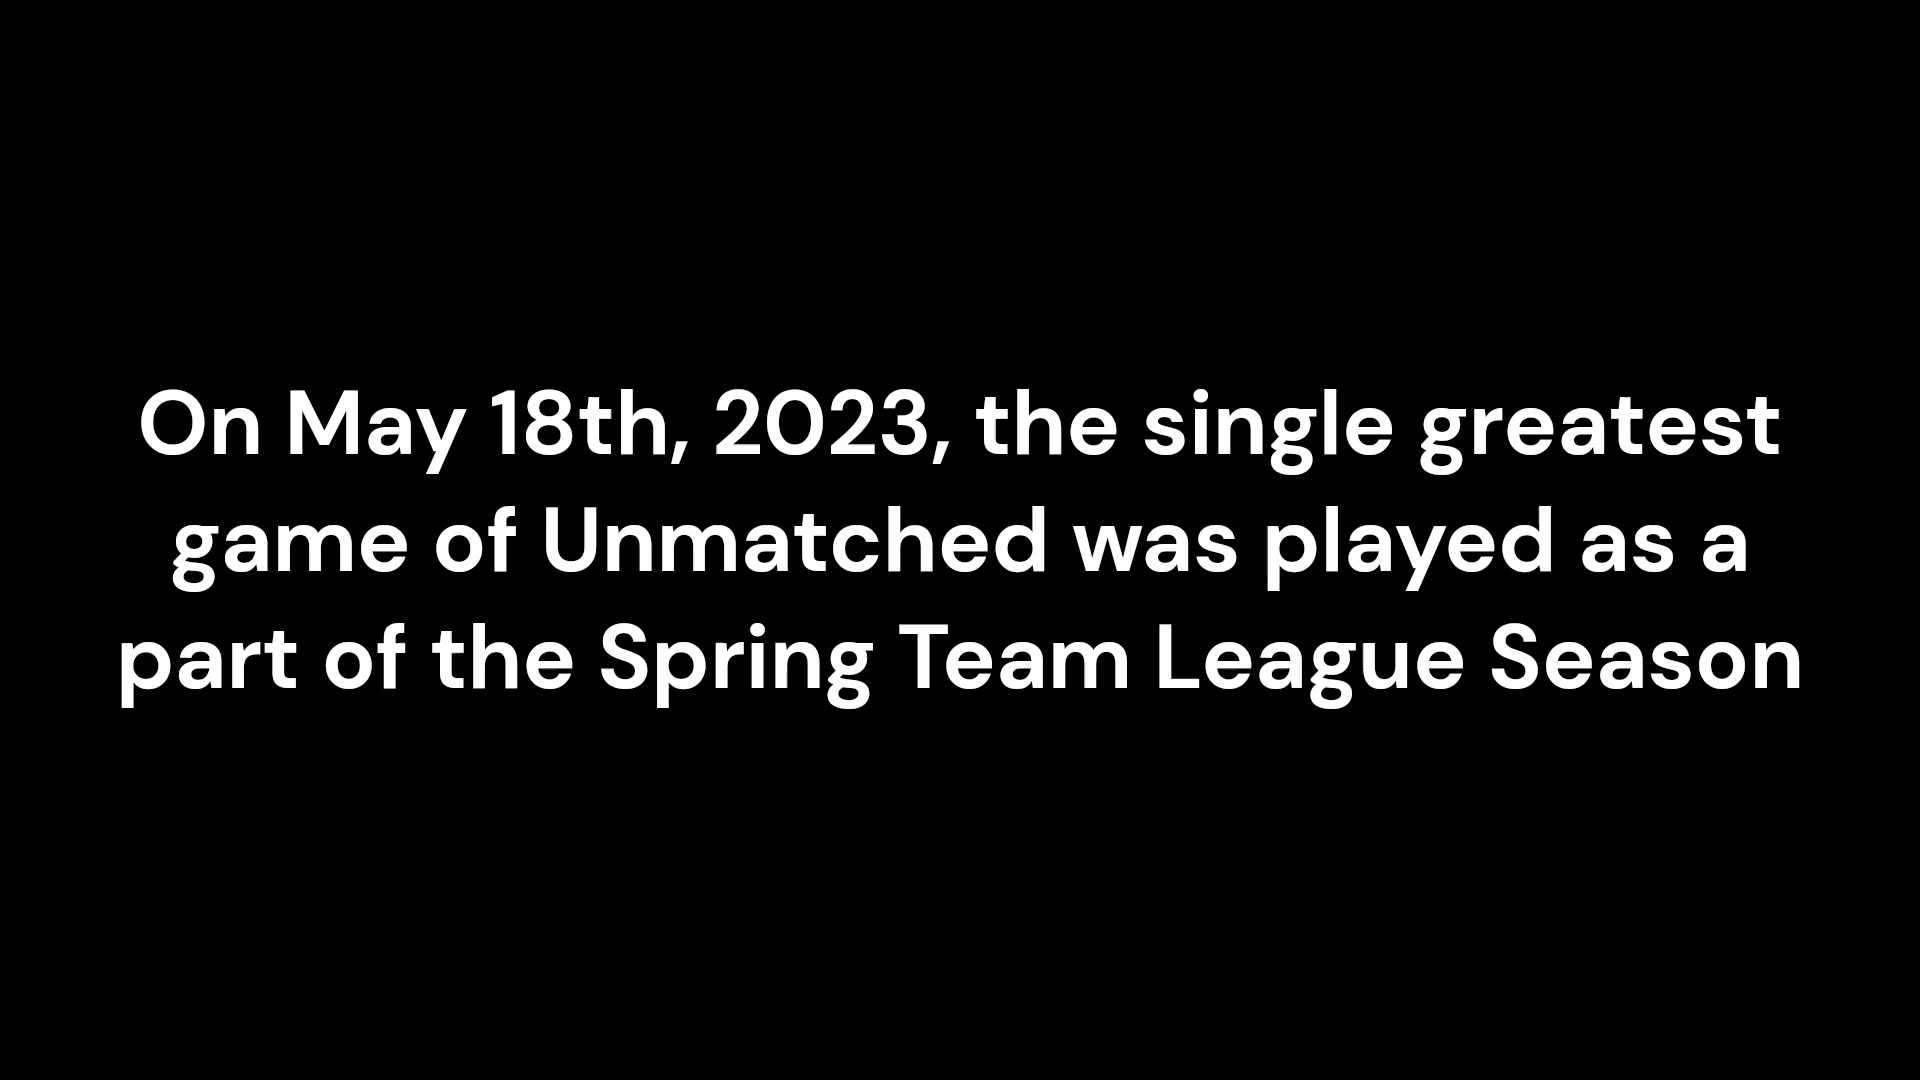 On May 18th, 2023, the single greatest
game of Unmatched was played as a
part of the Spring Team League Season